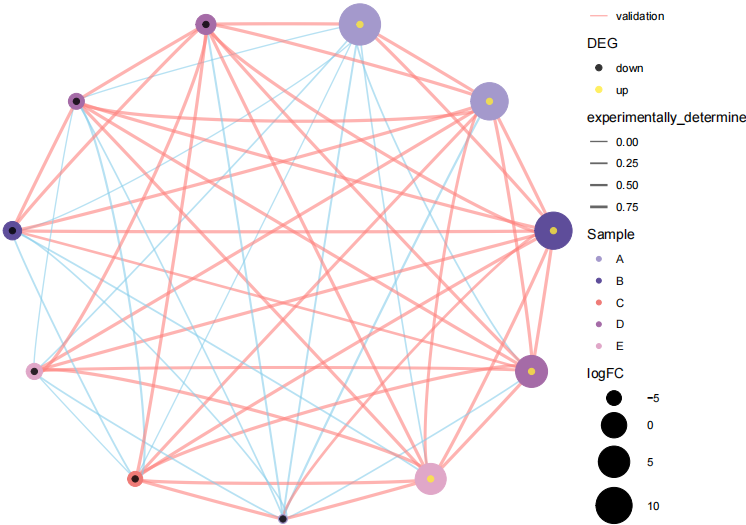 validation
DEG
down
up
experimentally_determine
0.00
0.25
0.50
0.75
Sample
A
B
C
D
E
logFC
−5
0
5
10